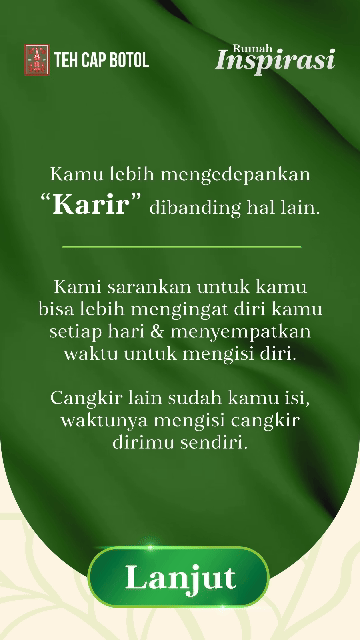 TEH CAP BOTOL
Rumah
Inspirasi
Kamu lebih mengedepankan
“Karir” dibanding hal lain.
Kami sarankan untuk kamu
bisa lebih mengingat diri kamu
setiap hari & menyempatkan
waktu untuk mengisi diri.
Cangkir lain sudah kamu isi,
waktunya mengisi cangkir
dirimu sendiri.
Lanjut